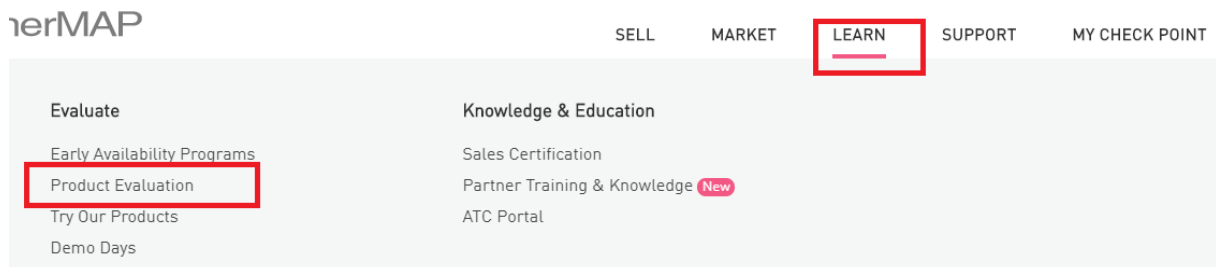 nerMAP
SELL MARKET LEARN SUPPORT MY CHECK POINT
Evaluate
Early Availability Programs
Product Evaluation
Try Our Products
Demo Days
Knowledge & Education
Sales Certification
Partner Training & Knowledge New
ATC Portal